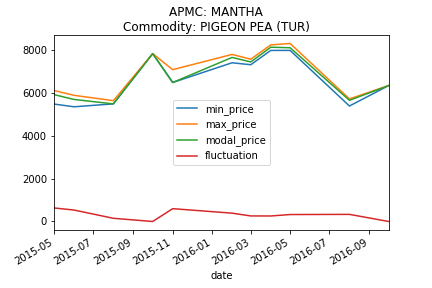 APMC: MANTHA
Commodity: PIGEON PEA (TUR)
8000
6000
4000
2000
0
min_price
max_price
modal_price
fluctuation
2015-05
2015-07
2015-09
2015-11
2016-01
2016-03
2016-05
2016-07
2016-09
date